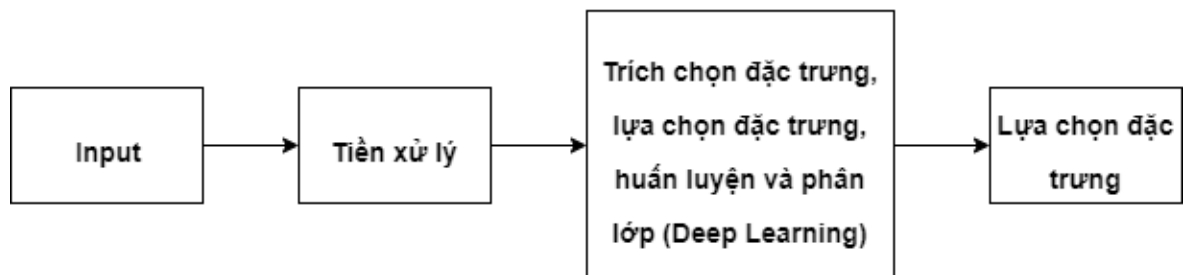 Input
Tiền xử lý
Trích chọn đặc trưng,
lựa chọn đặc trưng,
huấn luyện và phân
lớp (Deep Learning)
Lựa chọn đặc
trưng